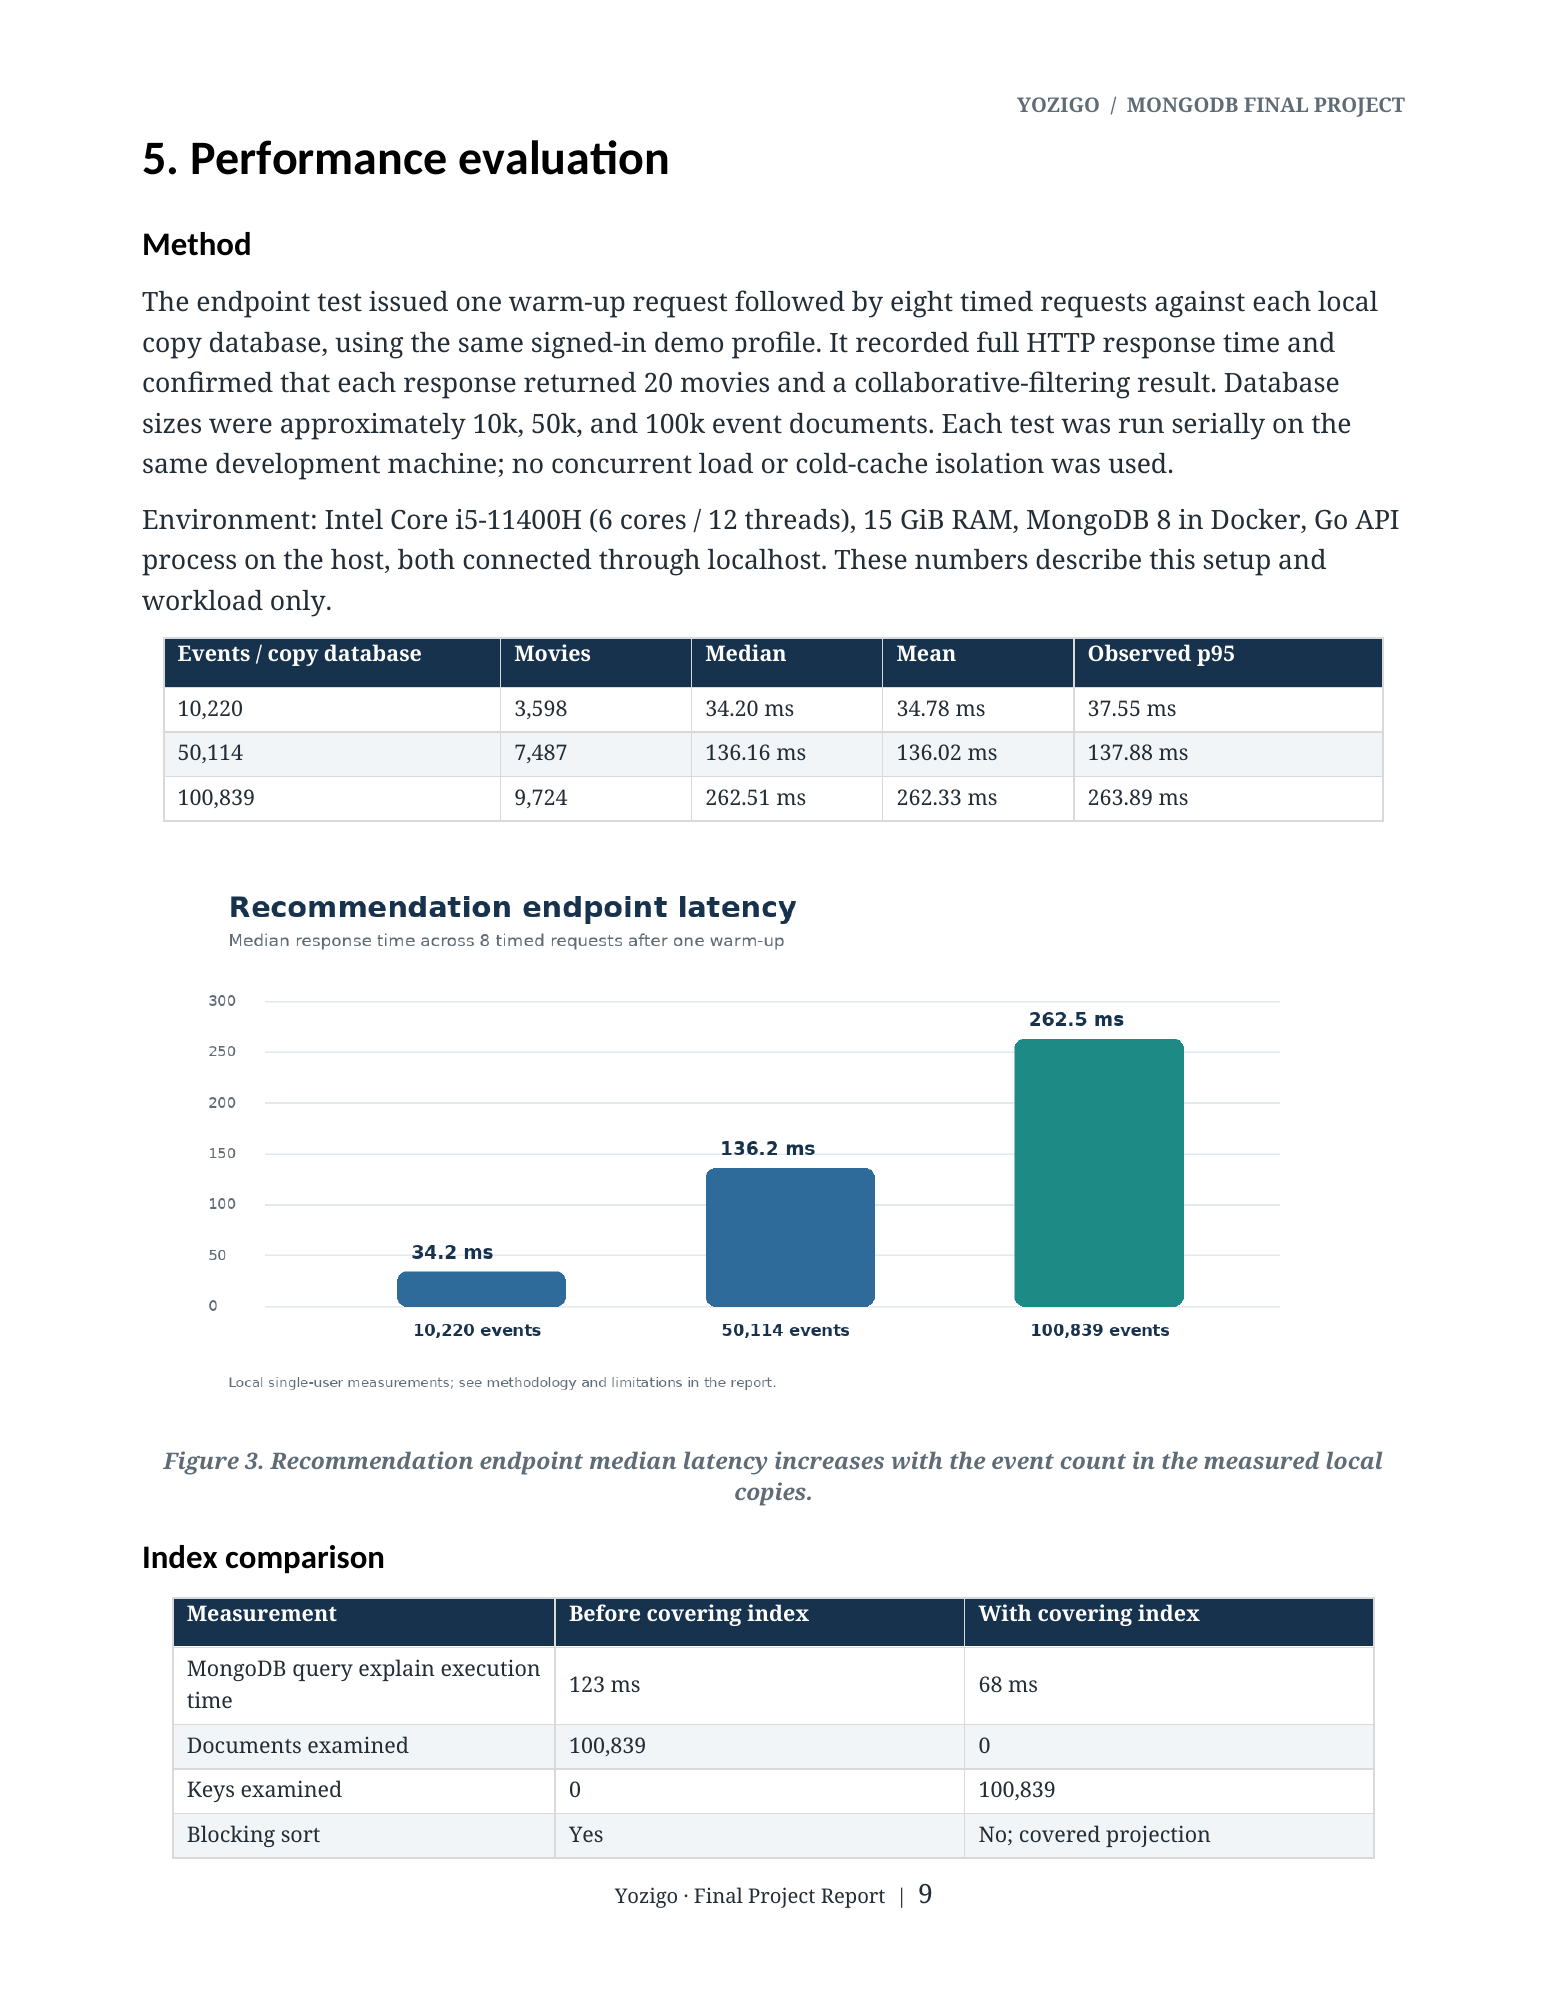 YOZIGO / MONGODB FINAL PROJECT
5. Performance evaluation
Method
The endpoint test issued one warm-up request followed by eight timed requests against each local
copy database, using the same signed-in demo profile. It recorded full HTTP response time and
confirmed that each response returned 20 movies and a collaborative-filtering result. Database
sizes were approximately 10k, 50k, and 100k event documents. Each test was run serially on the
same development machine; no concurrent load or cold-cache isolation was used.
Environment: Intel Core i5-11400H (6 cores / 12 threads), 15 GiB RAM, MongoDB 8 in Docker, Go API
process on the host, both connected through localhost. These numbers describe this setup and
workload only.
Events / copy database Movies Median Mean Observed p95
10,220 3,598 34.20 ms 34.78 ms 37.55 ms
50,114 7,487 136.16 ms 136.02 ms 137.88 ms
100,839 9,724 262.51 ms 262.33 ms 263.89 ms
Recommendation endpoint latency
Median response time across 8 timed requests after one warm-up
300
262.5 ms
250
200
150
136.2 ms
100
50
34.2 ms
0
10,220 events 50,114 events 100,839 events
Local single-user measurements; see methodology and limitations in the report.
Figure 3. Recommendation endpoint median latency increases with the event count in the measured local
copies.
Index comparison
Measurement Before covering index With covering index
MongoDB query explain execution
time 123 ms 68 ms
Documents examined 100,839 0
Keys examined 0 100,839
Blocking sort Yes No; covered projection
Yozigo · Final Project Report | 9